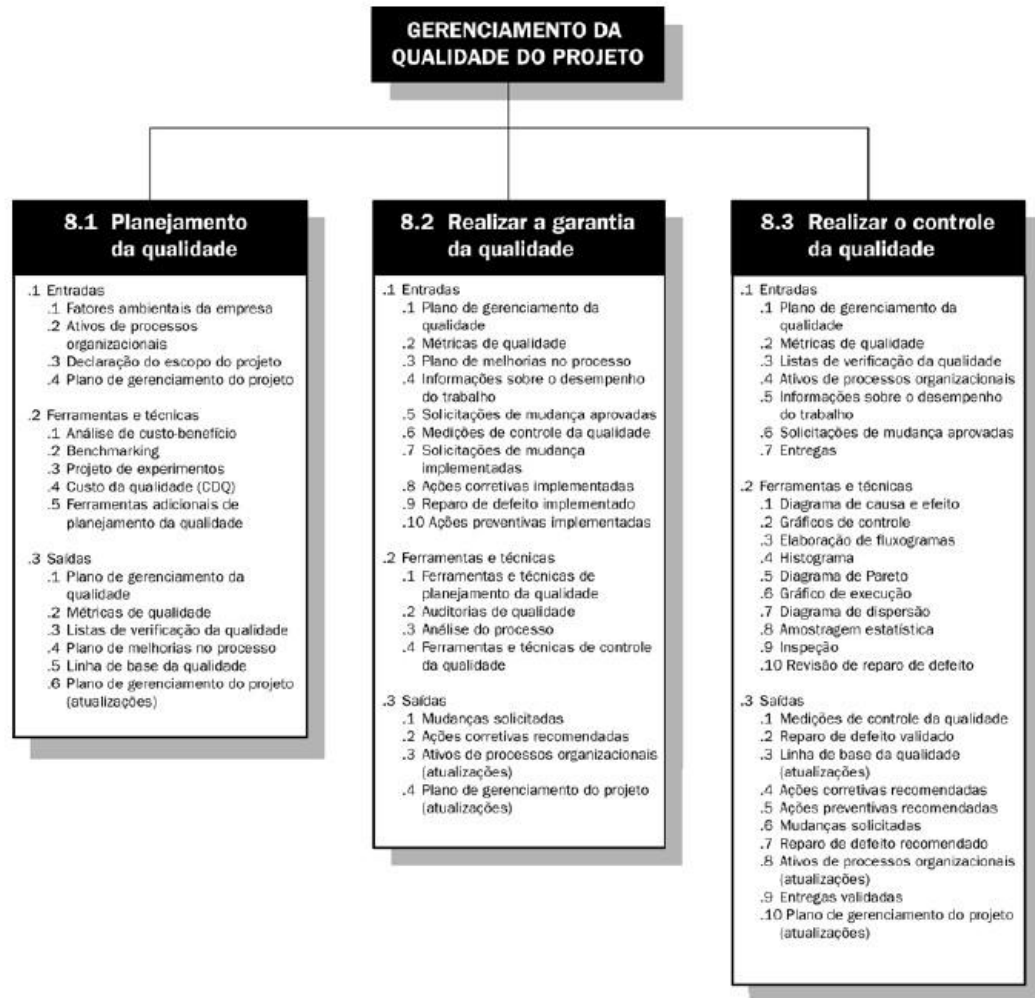 GERENCIAMENTO DA
QUALIDADE DO PROJETO
8.1 Planejamento
da qualidade
.1 Entradas
.1 Fatores ambientais da empresa
.2 Ativos de processos
organizacionais
.3 Declaração do escopo do projeto
.4 Plano de gerenciamento do projeto
.2 Ferramentas e técnicas
.1 Análise de custo-benefício
.2 Benchmarking
.3 Projeto de experimentos
.4 Custo da qualidade (CDQ)
.5 Ferramentas adicionais de
planejamento da qualidade
.3 Saídas
.1 Plano de gerenciamento da
qualidade
.2 Métricas de qualidade
.3 Listas de verificação da qualidade
.4 Plano de melhorias no processo
.5 Linha de base da qualidade
.6 Plano de gerenciamento do projeto
(atualizações)
8.2 Realizar a garantia
da qualidade
.1 Entradas
.1 Plano de gerenciamento da
qualidade
.2 Métricas de qualidade
.3 Plano de melhorias no processo
.4 Informações sobre o desempenho
do trabalho
.5 Solicitações de mudança aprovadas
.6 Medições de controle da qualidade
.7 Solicitações de mudança
implementadas
.8 Ações corretivas implementadas
.9 Reparo de defeito implementado
.10 Ações preventivas implementadas
.2 Ferramentas e técnicas
.1 Ferramentas e técnicas de
planejamento da qualidade
.2 Auditorias de qualidade
.3 Análise do processo
.4 Ferramentas e técnicas de controle
da qualidade
.3 Saídas
.1 Mudanças solicitadas
.2 Ações corretivas recomendadas
.3 Ativos de processos organizacionais
(atualizações)
.4 Plano de gerenciamento do projeto
(atualizações)
8.3 Realizar o controle
da qualidade
.1 Entradas
.1 Plano de gerenciamento da
qualidade
.2 Métricas de qualidade
.3 Listas de verificação da qualidade
.4 Ativos de processos organizacionais
.5 Informações sobre o desempenho
do trabalho
.6 Solicitações de mudança aprovadas
.7 Entregas
.2 Ferramentas e técnicas
.1 Diagrama de causa e efeito
.2 Gráficos de controle
.3 Elaboração de fluxogramas
.4 Histograma
.5 Diagrama de Pareto
.6 Gráfico de execução
.7 Diagrama de dispersão
.8 Amostragem estatística
.9 Inspeção
.10 Revisão de reparo de defeito
.3 Saídas
.1 Medições de controle da qualidade
.2 Reparo de defeito validado
.3 Linha de base da qualidade
(atualizações)
.4 Ações corretivas recomendadas
.5 Ações preventivas recomendadas
.6 Mudanças solicitadas
.7 Reparo de defeito recomendado
.8 Ativos de processos organizacionais
(atualizações)
.9 Entregas validadas
.10 Plano de gerenciamento do projeto
(atualizações)